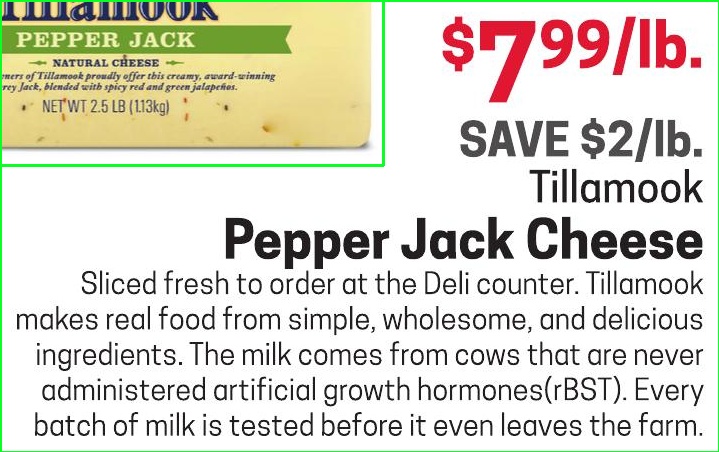 Tillamook
PEPPER JACK
NATURAL CHEESE
ners of Tillamook proudly offer this creamy, award-winning
rey Jack, blended with spicy red and green jalapeños.
NET WT 2.5 LB (1.13kg)
$7.99/lb.
SAVE $2/lb.
Tillamook
Pepper Jack Cheese
Sliced fresh to order at the Deli counter. Tillamook
makes real food from simple, wholesome, and delicious
ingredients. The milk comes from cows that are never
administered artificial growth hormones(rBST). Every
batch of milk is tested before it even leaves the farm.